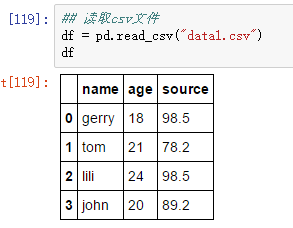 [119]:
## 读取csv文件
df = pd.read_csv("data1.csv")
df
t[119]:
name age source
0 gerry 18 98.5
1 tom 21 78.2
2 lili 24 98.5
3 john 20 89.2